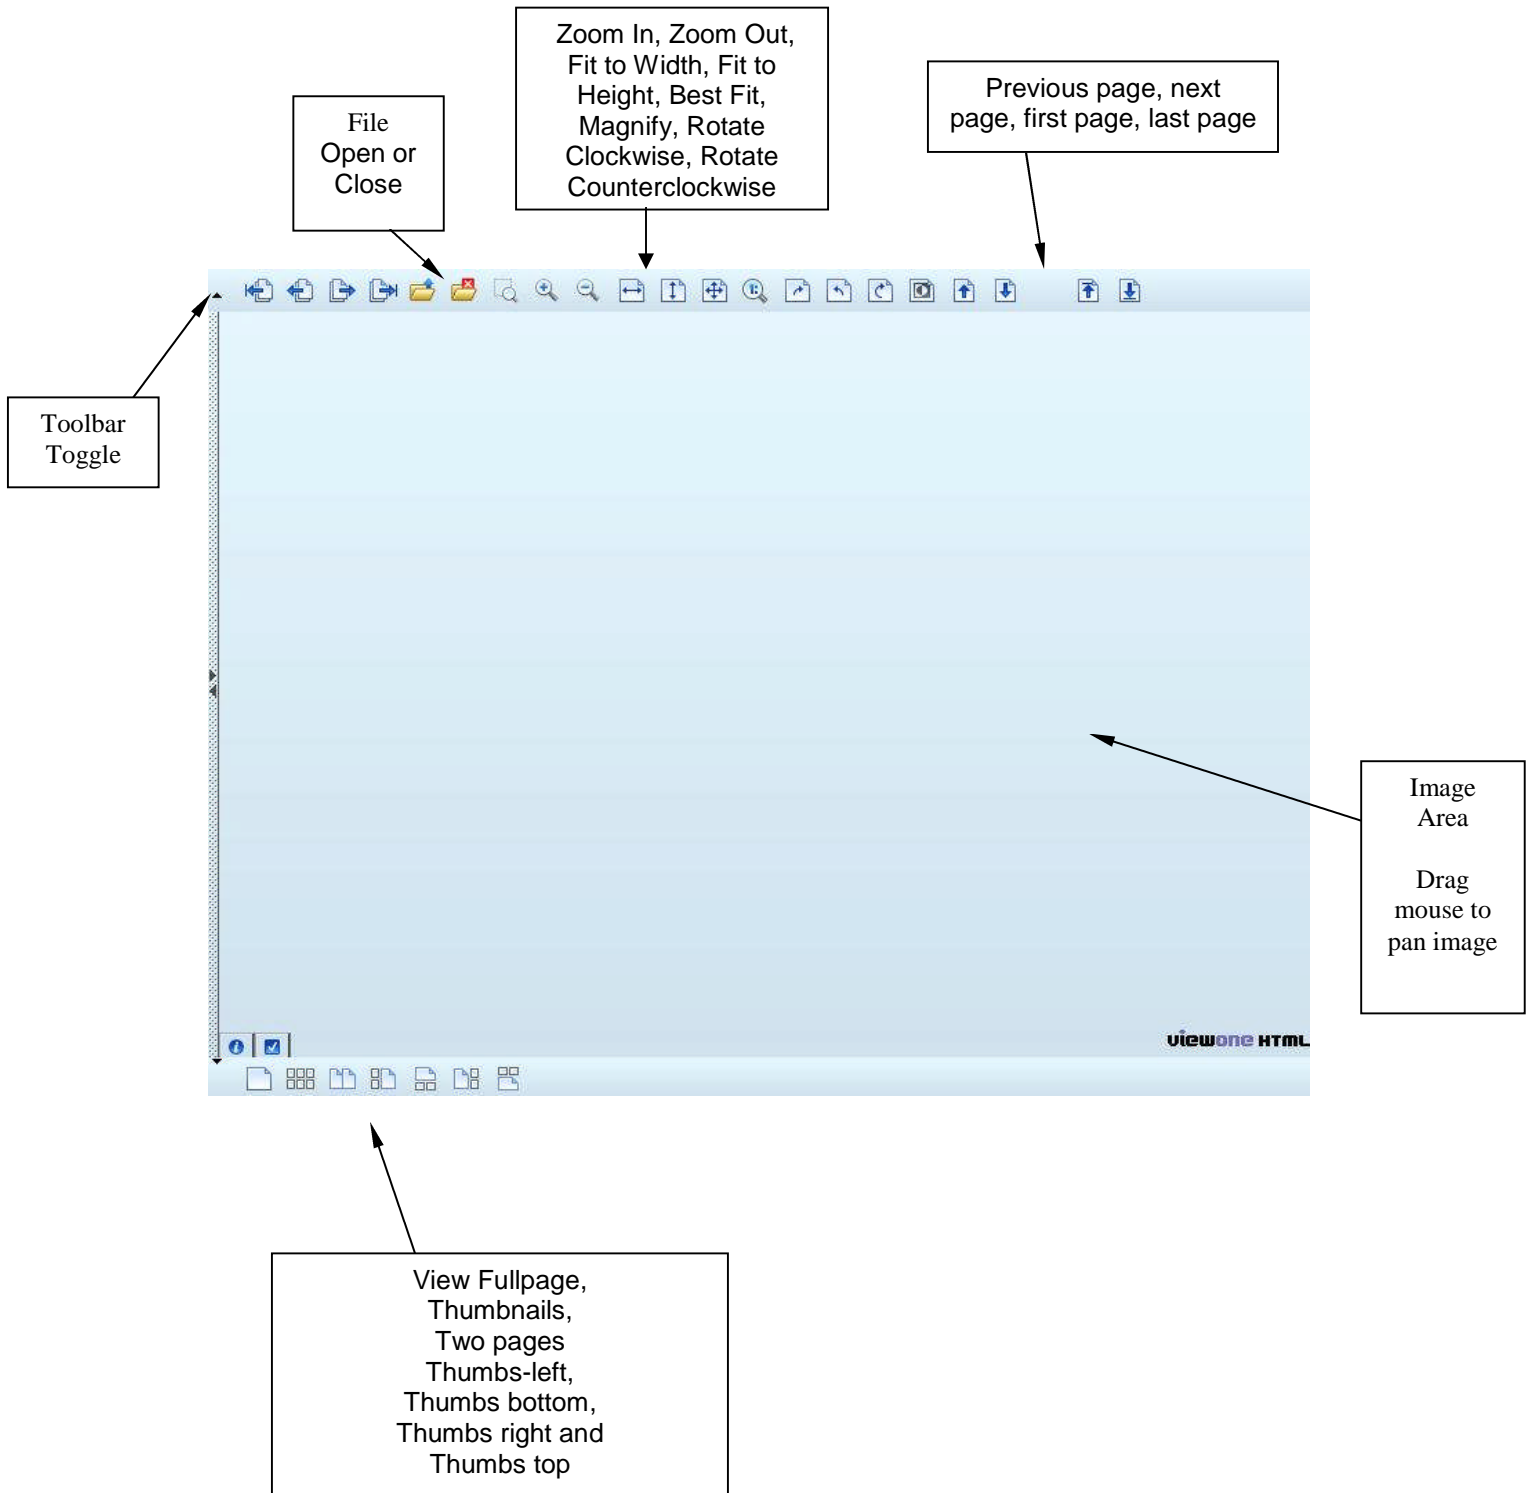 Zoom In, Zoom Out,
Fit to Width, Fit to
Height, Best Fit,
Magnify, Rotate
Clockwise, Rotate
Counterclockwise
Previous page, next
page, first page, last page
File
Open or
Close
Toolbar
Toggle
Image
Area
Drag
mouse to
pan image
viewone HTML
View Fullpage,
Thumbnails,
Two pages
Thumbs-left,
Thumbs bottom,
Thumbs right and
Thumbs top